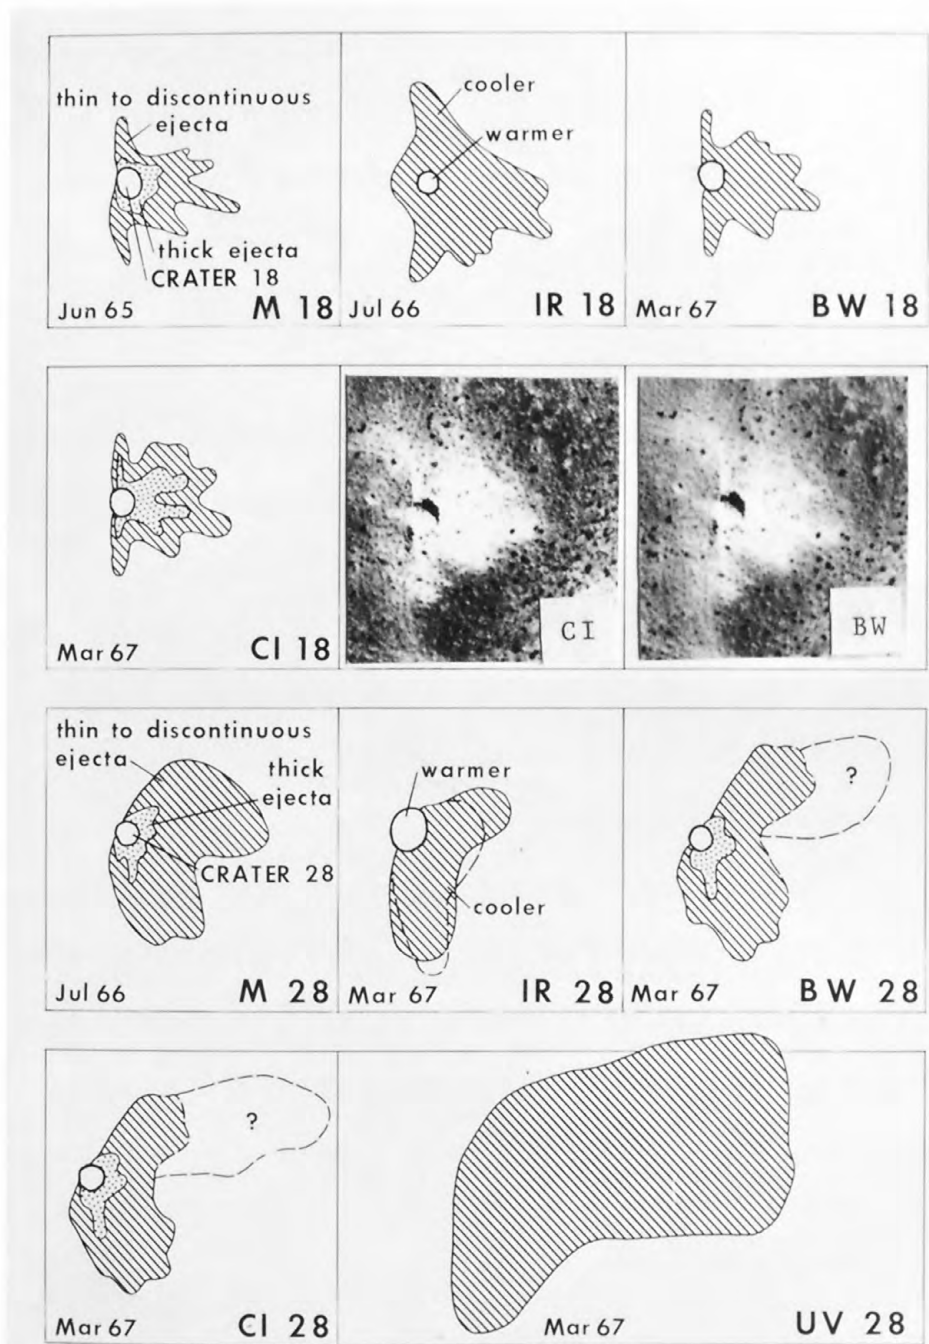 thin to discontinuous
ejecta
thick ejecta
CRATER 18
Jun 65 M 18
cooler
warmer
Jul 66 IR 18
Mar 67 BW 18
Mar 67 CI 18
CI
BW
thin to discontinuous
ejecta
thick
ejecta
CRATER 28
Jul 66 M 28
warmer
cooler
Mar 67 IR 28
?
Mar 67 BW 28
?
Mar 67 CI 28
Mar 67 UV 28